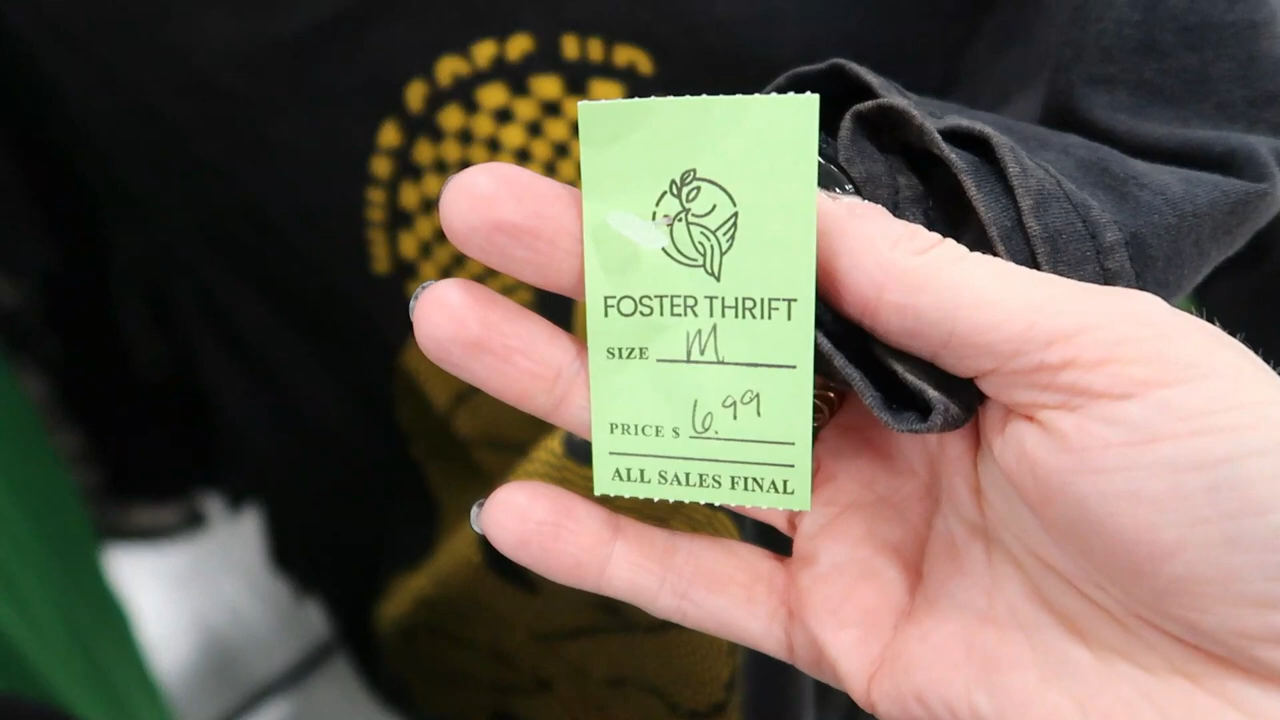 FOSTER THRIFT
SIZE M
PRICE $ 6.99
ALL SALES FINAL